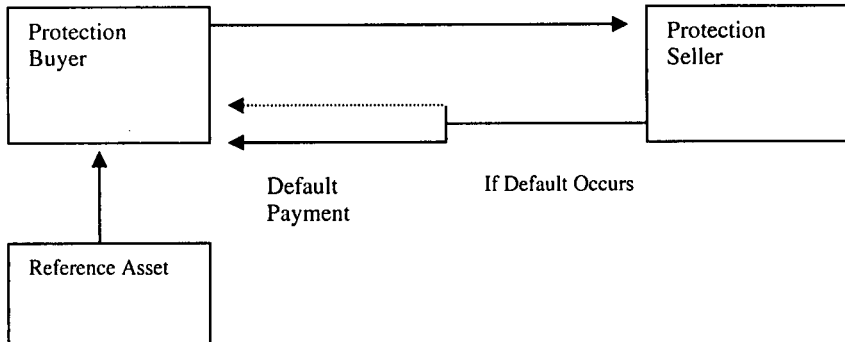 Protection
Buyer
Protection
Seller
Default
Payment
If Default Occurs
Reference Asset